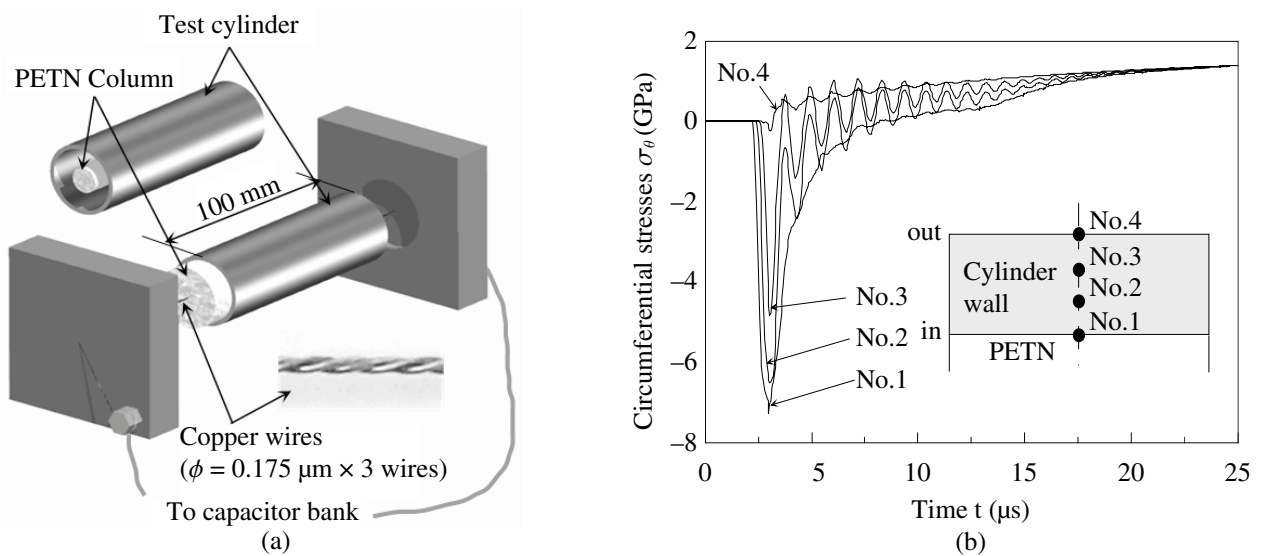 Test cylinder
PETN Column
100 mm
Copper wires
(ϕ = 0.175 μm × 3 wires)
To capacitor bank
(a)
Circumferential stresses σθ (GPa)
2
0
−2
−4
−6
−8
No.4
No.3
No.2
No.1
out
in
Cylinder
wall
No.4
No.3
No.2
No.1
PETN
0
5
10
15
20
25
Time t (μs)
(b)